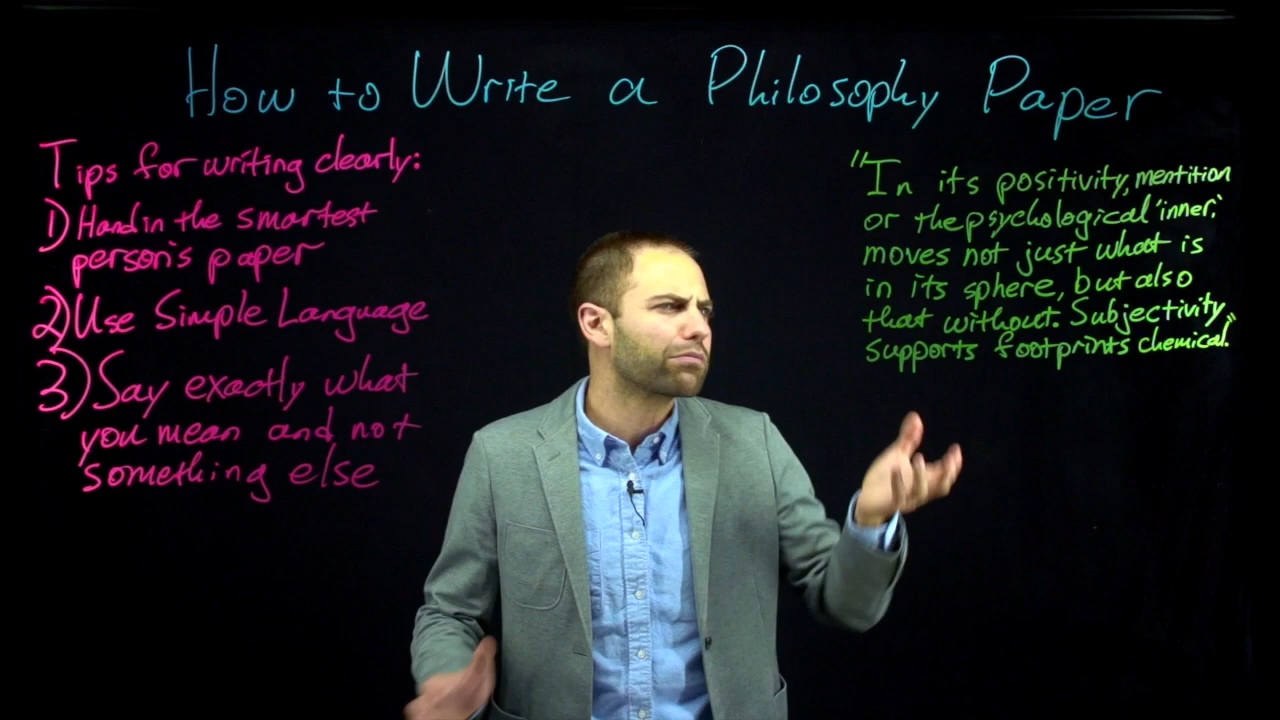 How to Write a Philosophy Paper
Tips for writing clearly:
1) Hand in the smartest
person's paper
2) Use Simple Language
3) Say exactly what
you mean and not
something else
"In its positivity, mentition
or the psychological 'inner,'
moves not just what is
in its sphere, but also
that without. Subjectivity
supports footprints chemical."